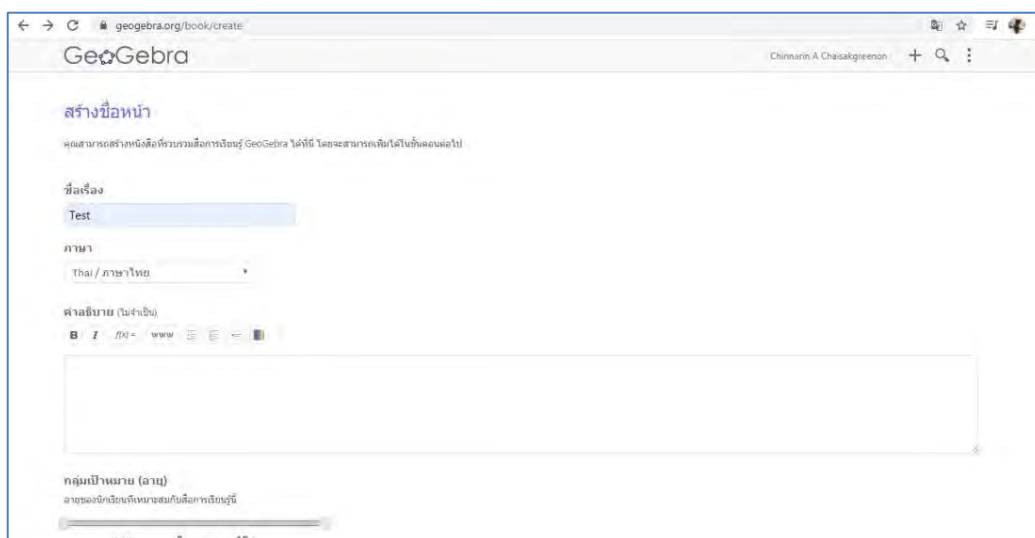 geogebra.org/book/create
GeoGebra
Chinnarin A Chaisakgreenon
สร้างชื่อหน้า
คุณสามารถสร้างหนังสือที่รวบรวมสื่อการเรียนรู้ GeoGebra ได้ที่นี่ โดยจะสามารถเพิ่มได้ในขั้นตอนต่อไป
ชื่อเรื่อง
Test
ภาษา
Thai / ภาษาไทย
คำอธิบาย (ไม่จำเป็น)
B I f(x) = www
กลุ่มเป้าหมาย (อายุ)
อายุของนักเรียนที่เหมาะสมกับสื่อการเรียนรู้นี้